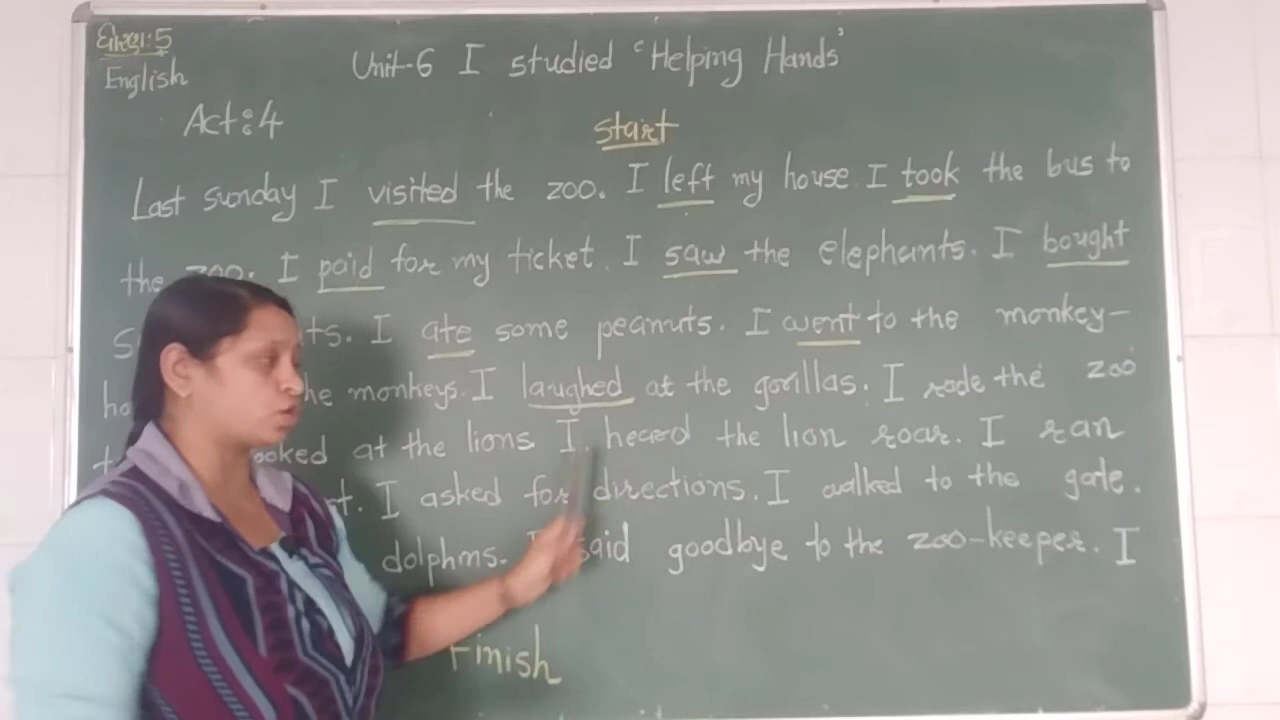 ધોરણ:5
English
Unit-6 I studied 'Helping Hands'
Act:4
Start
Last sunday I visited the zoo. I left my house I took the bus to
the zoo. I paid for my ticket. I saw the elephants. I bought
ts. I ate some peanuts. I went to the monkey-
he monkeys. I laughed at the gorillas. I rode the zoo
ooked at the lions I heard the lion roar. I ran
t. I asked for directions. I walked to the gate.
dolphins. I said goodbye to the zoo-keeper. I
Finish